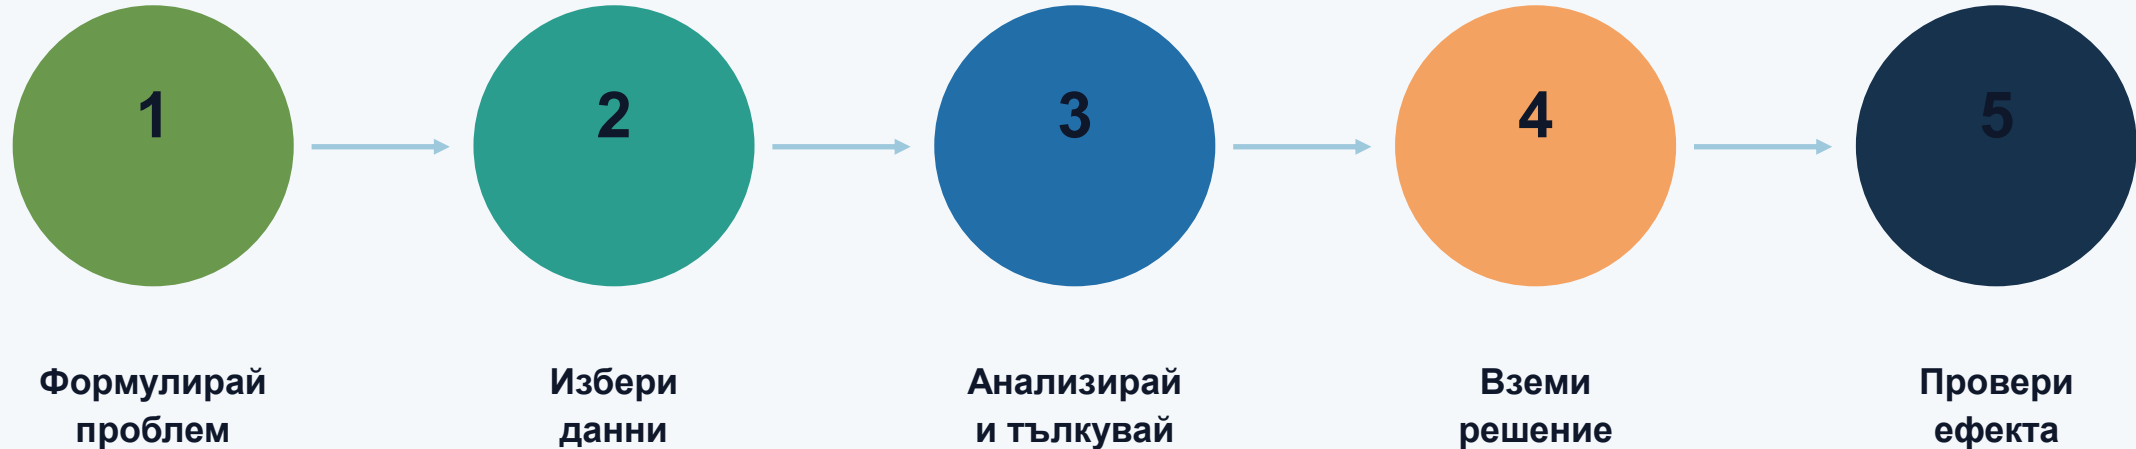 1
2
3
4
5
Формулирай
проблем
Избери
данни
Анализирай
и тълкувай
Вземи
решение
Провери
ефекта